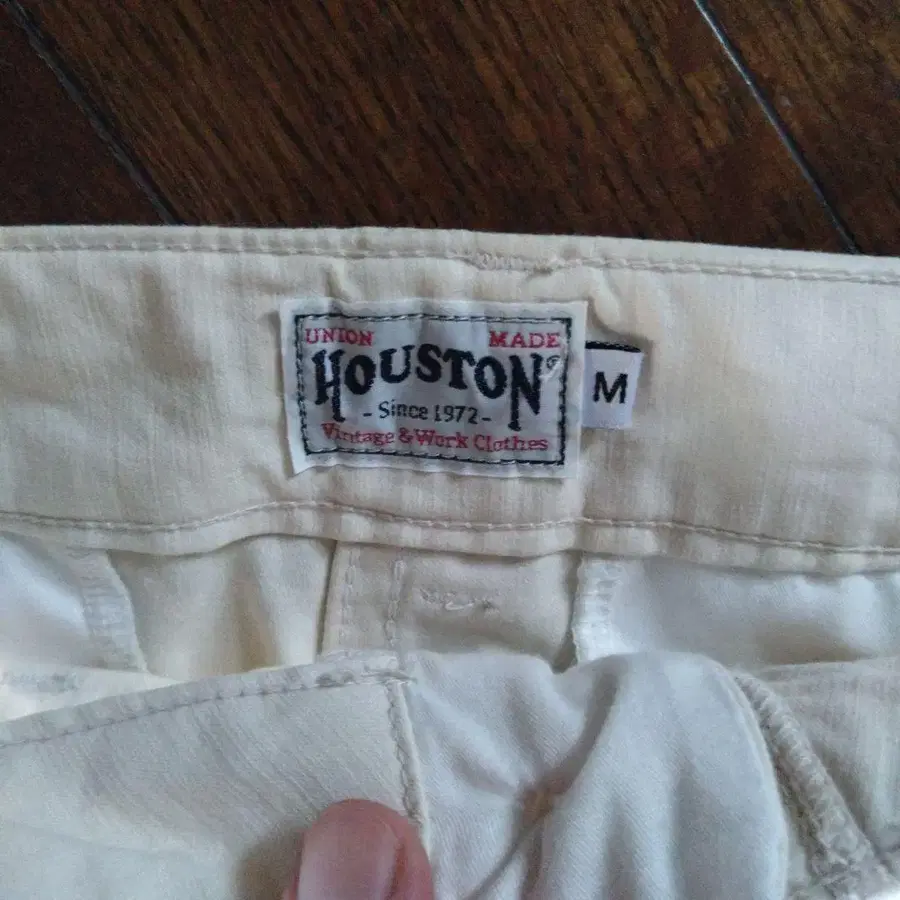 UNION MADE
HOUSTON®
- Since 1972 -
Vintage & Work Clothes
M